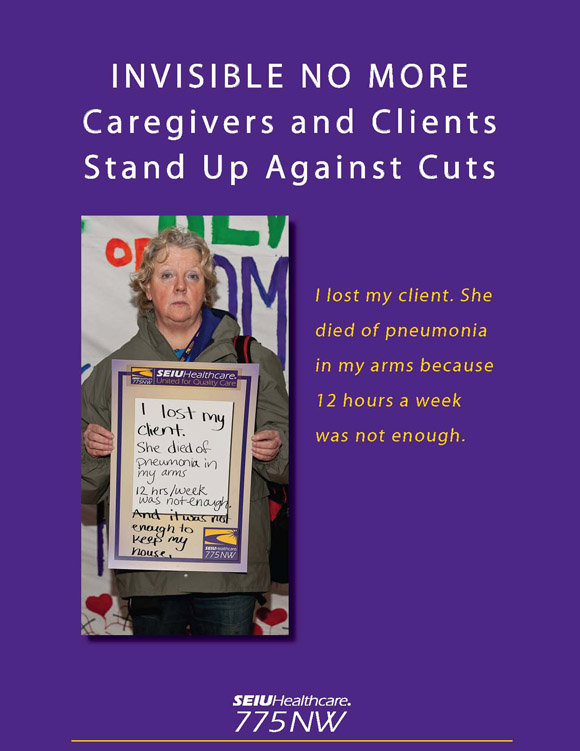 INVISIBLE NO MORE
Caregivers and Clients
Stand Up Against Cuts
I lost my client. She
died of pneumonia
in my arms because
12 hours a week
was not enough.
SEIUHealthcare.
775NW
United for Quality Care
I lost my
client.
She died of
pneumonia in
my arms
12 hrs/week
was not enough.
And it was not
enough to
keep my
house.
SEIUHealthcare.
775NW
SEIUHealthcare.
775NW